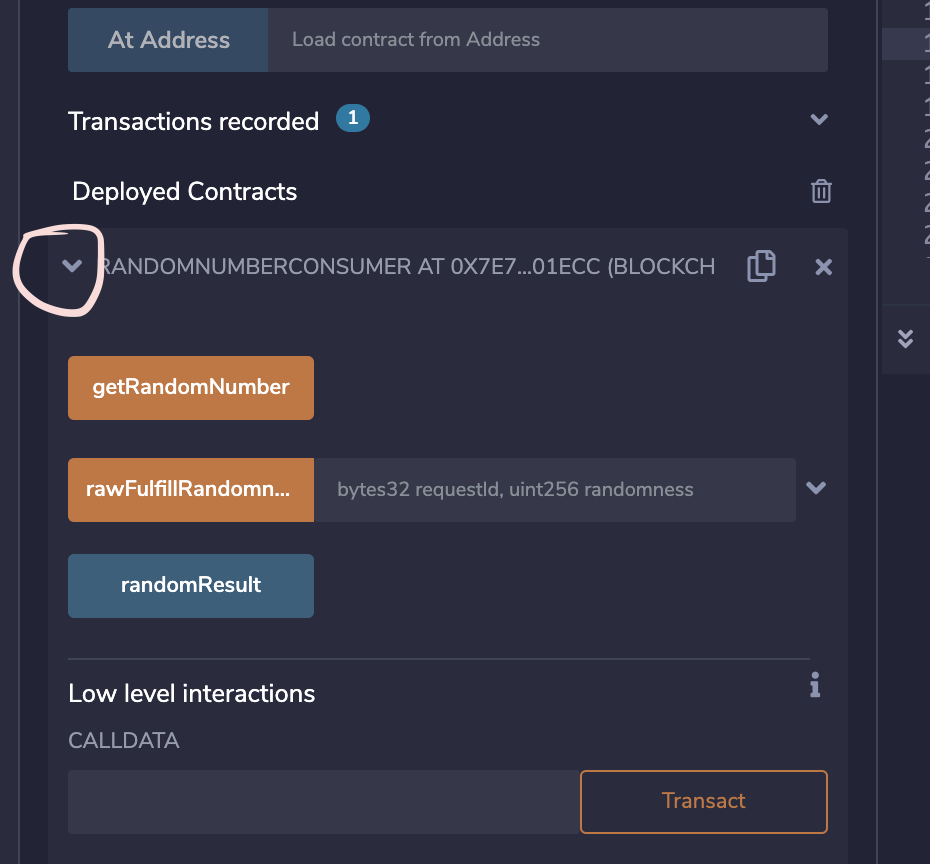 At Address
Load contract from Address
Transactions recorded 1
Deployed Contracts
RANDOMNUMBERCONSUMER AT 0X7E7...01ECC (BLOCKCH
getRandomNumber
rawFulfillRandomn... bytes32 requestId, uint256 randomness
randomResult
Low level interactions
CALLDATA
Transact